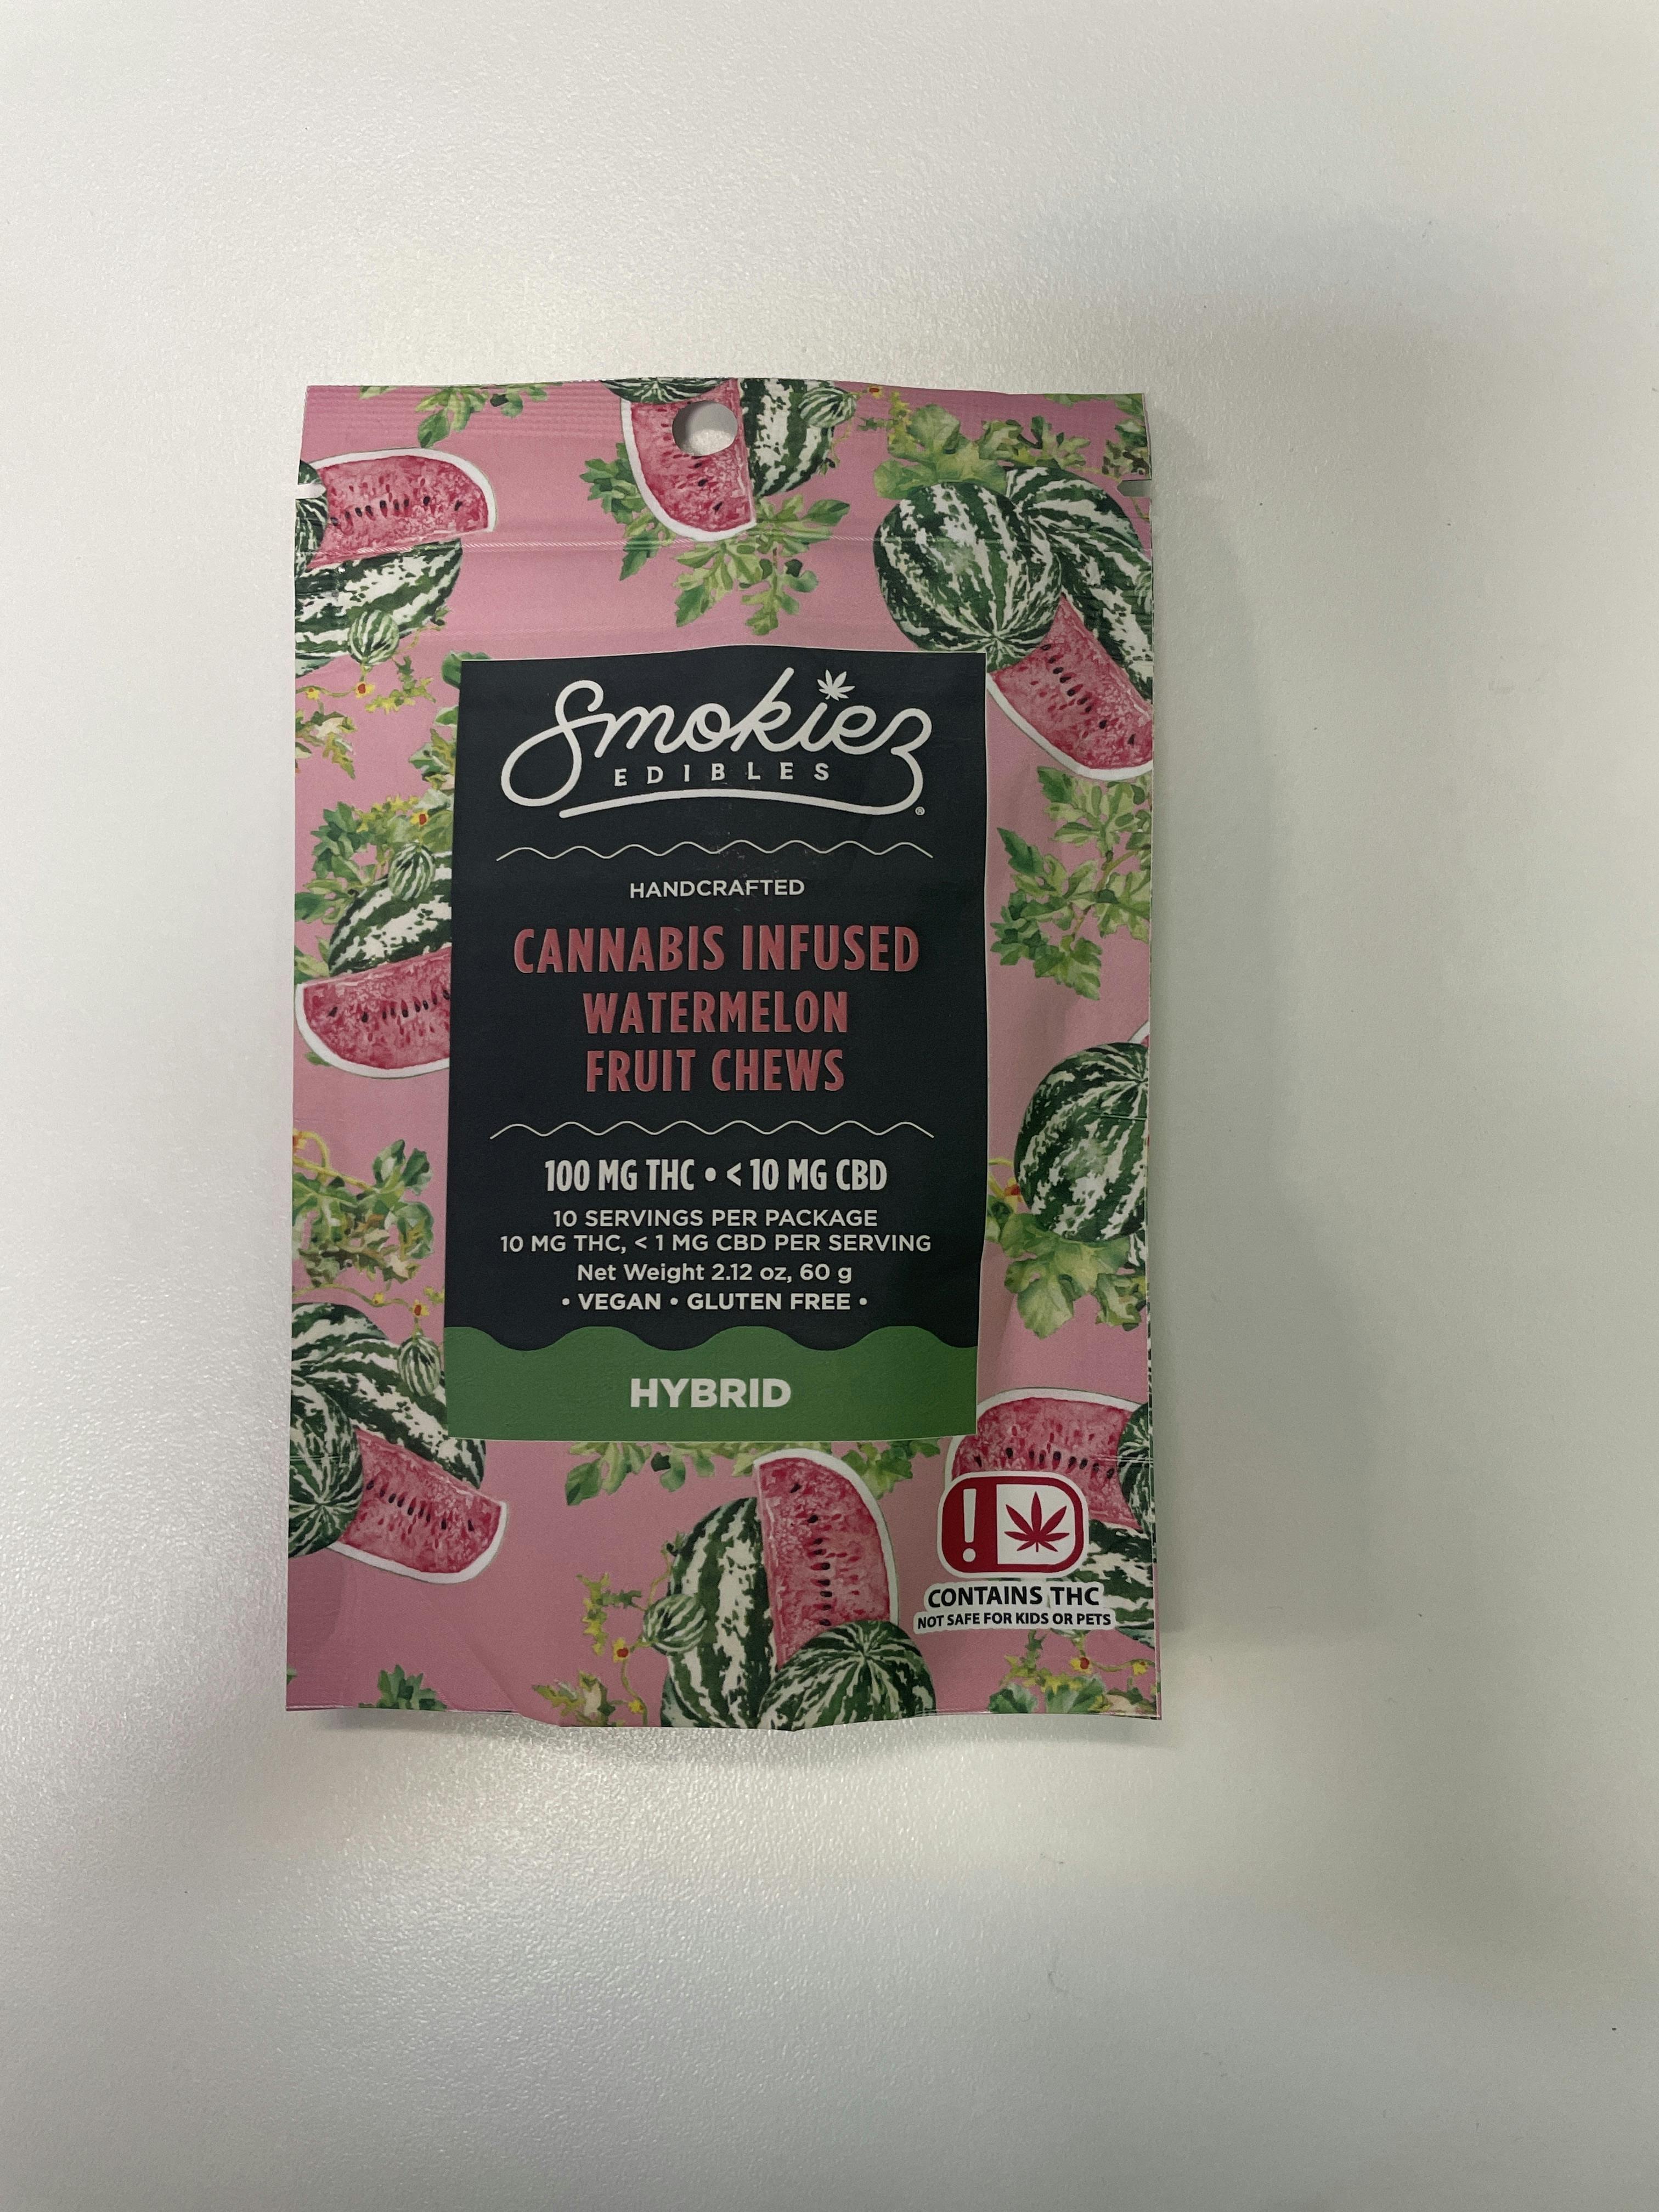 Smokiez
EDIBLES
®
HANDCRAFTED
CANNABIS INFUSED
WATERMELON
FRUIT CHEWS
100 MG THC • < 10 MG CBD
10 SERVINGS PER PACKAGE
10 MG THC, < 1 MG CBD PER SERVING
Net Weight 2.12 oz, 60 g
• VEGAN • GLUTEN FREE •
HYBRID
!
CONTAINS THC
NOT SAFE FOR KIDS OR PETS